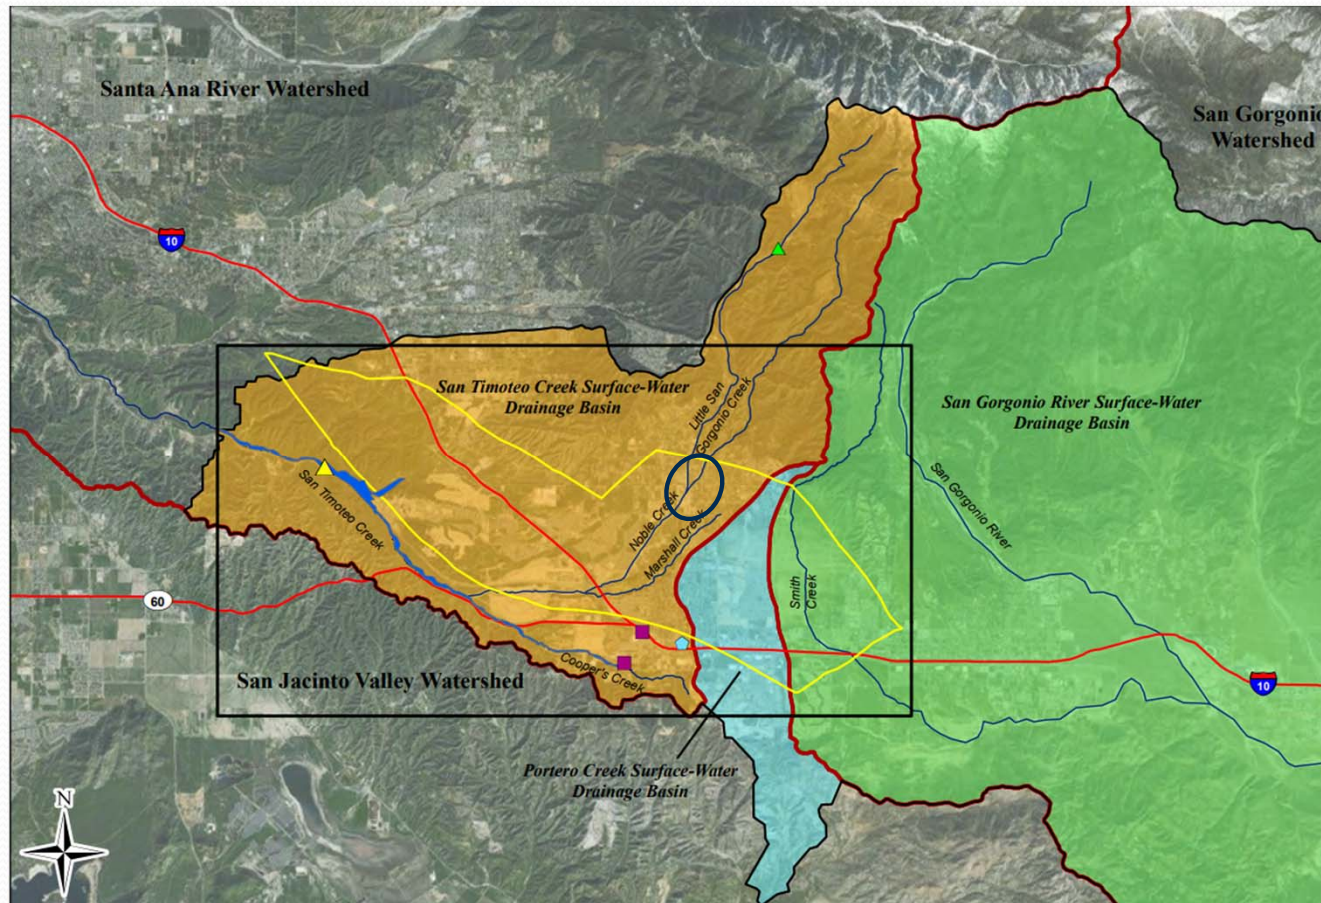 Santa Ana River Watershed
San Gorgonio
Watershed
10
San Timoteo Creek Surface-Water
Drainage Basin
Little San
Gorgonio Creek
San Gorgonio River Surface-Water
Drainage Basin
San Timoteo Creek
Noble Creek
Marshall Creek
San Gorgonio River
Smith
Creek
60
Cooper's Creek
San Jacinto Valley Watershed
10
Portero Creek Surface-Water
Drainage Basin
N